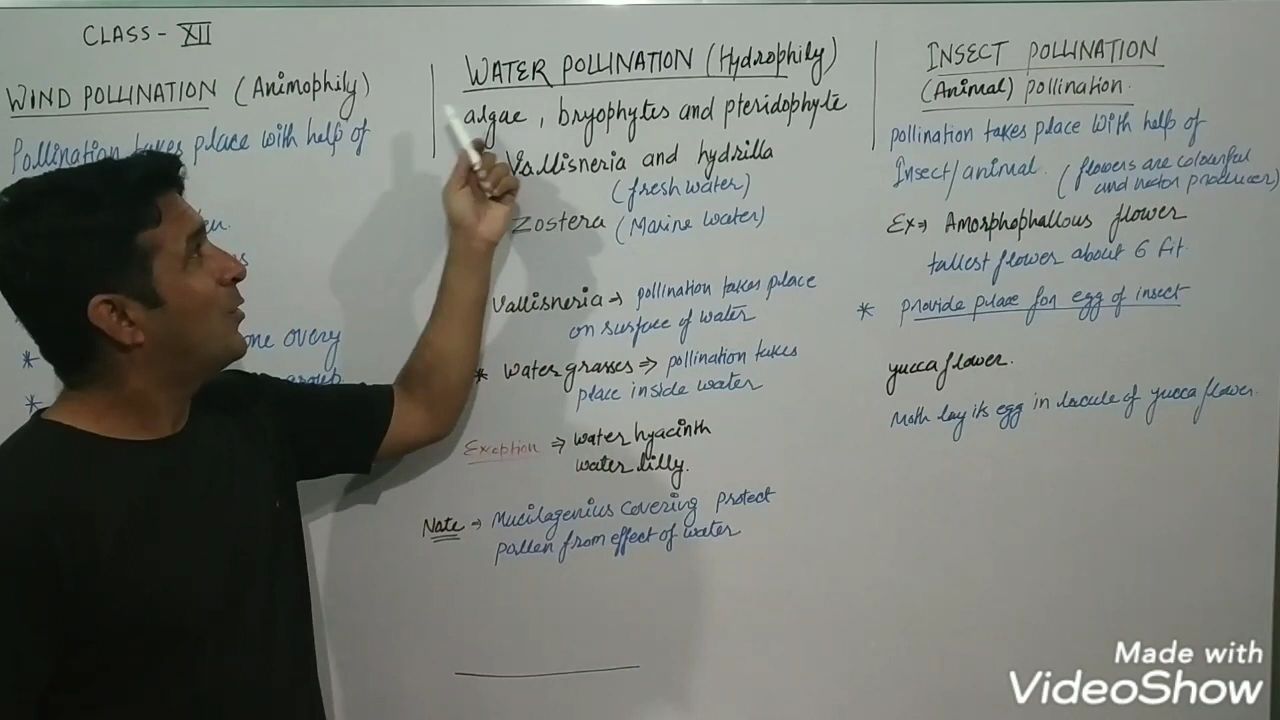 CLASS - XII
WIND POLLINATION (Animophily)
Pollination takes place with help of
one overy
group
WATER POLLINATION (Hydrophily)
algae, bryophytes and pteridophyte
Vallisneria and hydrilla
(fresh water)
Zostera (Marine water)
Vallisneria → pollination takes place
on surface of water
* water grasses ⇒ pollination takes
place inside water
Exception ⇒ water hyacinth
water lilly.
Note → Mucilagenius covering protect
pollen from effect of water
INSECT POLLINATION
(Animal) pollination.
pollination takes place with help of
Insect/animal. (flowers are colourful
and nector producer)
Ex ⇒ Amorphophallous flower
tallest flower about 6 fit.
* provide place for egg of insect
yucca flower.
Moth lay its egg in locule of yucca flower.
Made with
VideoShow